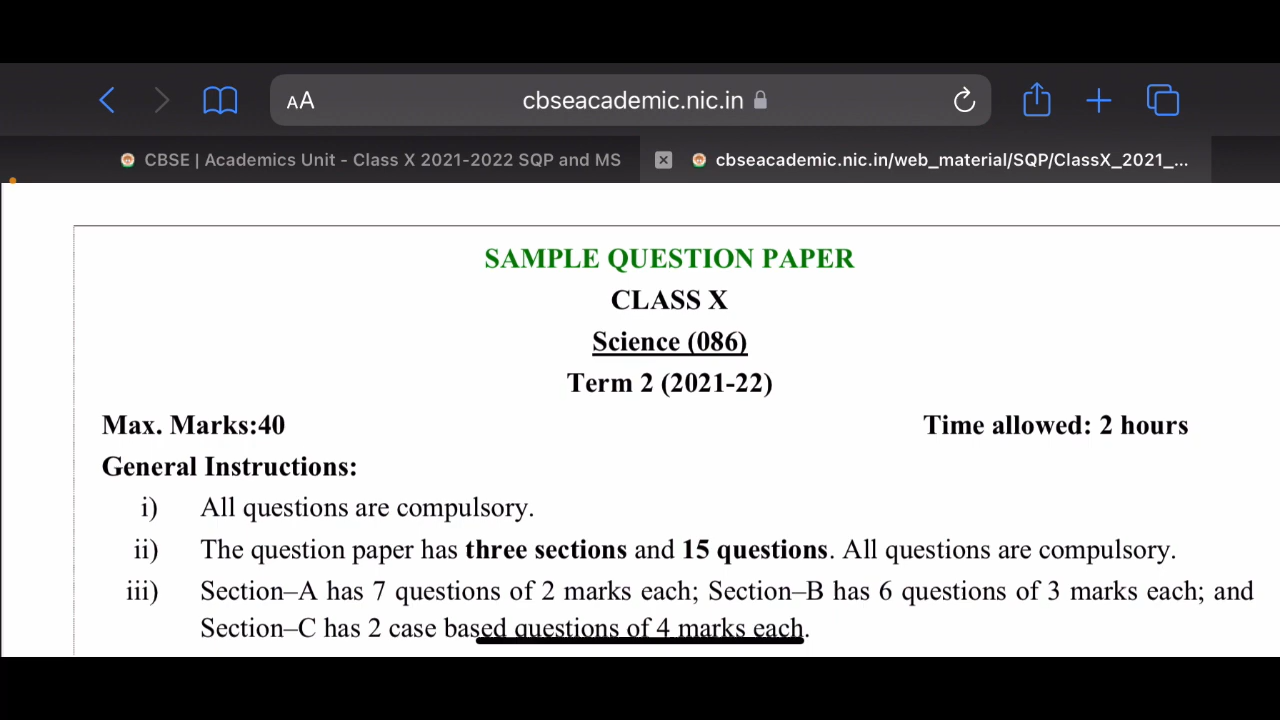 AA cbseacademic.nic.in
CBSE | Academics Unit - Class X 2021-2022 SQP and MS
cbseacademic.nic.in/web_material/SQP/ClassX_2021_...
SAMPLE QUESTION PAPER
CLASS X
Science (086)
Term 2 (2021-22)
Max. Marks:40 Time allowed: 2 hours
General Instructions:
i) All questions are compulsory.
ii) The question paper has three sections and 15 questions. All questions are compulsory.
iii) Section–A has 7 questions of 2 marks each; Section–B has 6 questions of 3 marks each; and
Section–C has 2 case based questions of 4 marks each.